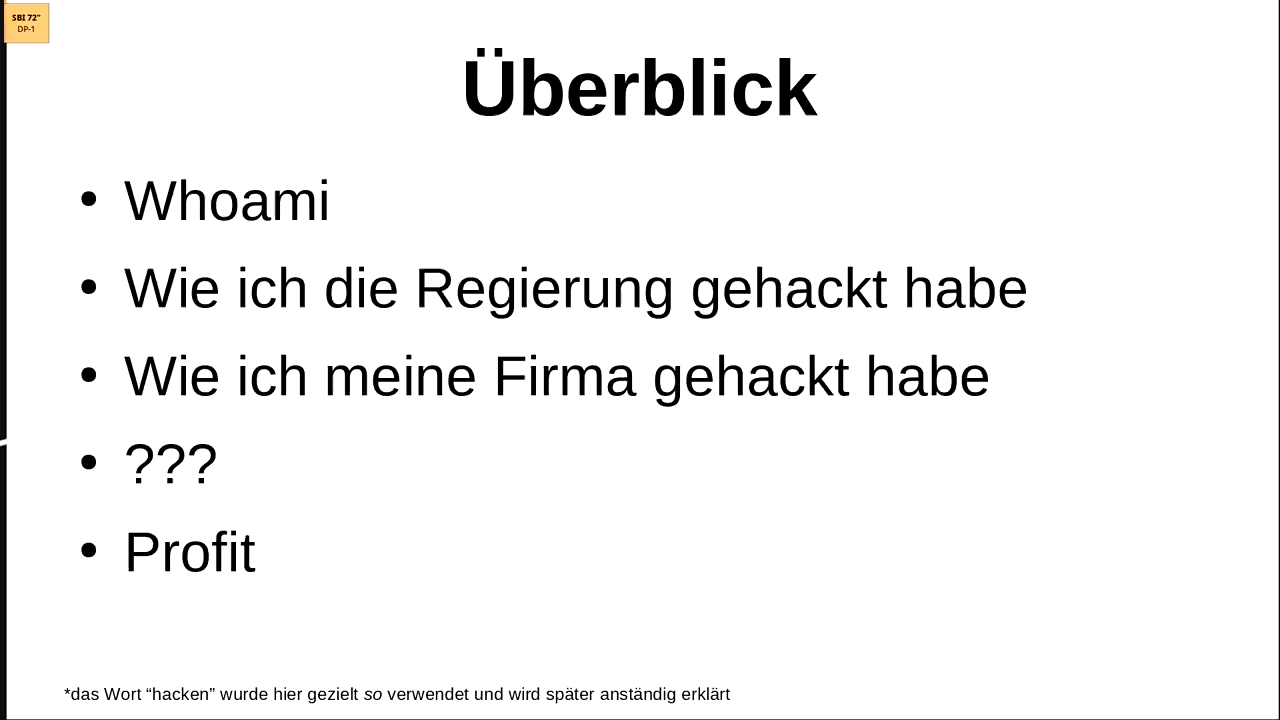 SBI 72"
DP-1
Überblick
• Whoami
• Wie ich die Regierung gehackt habe
• Wie ich meine Firma gehackt habe
• ???
• Profit
*das Wort “hacken” wurde hier gezielt so verwendet und wird später anständig erklärt